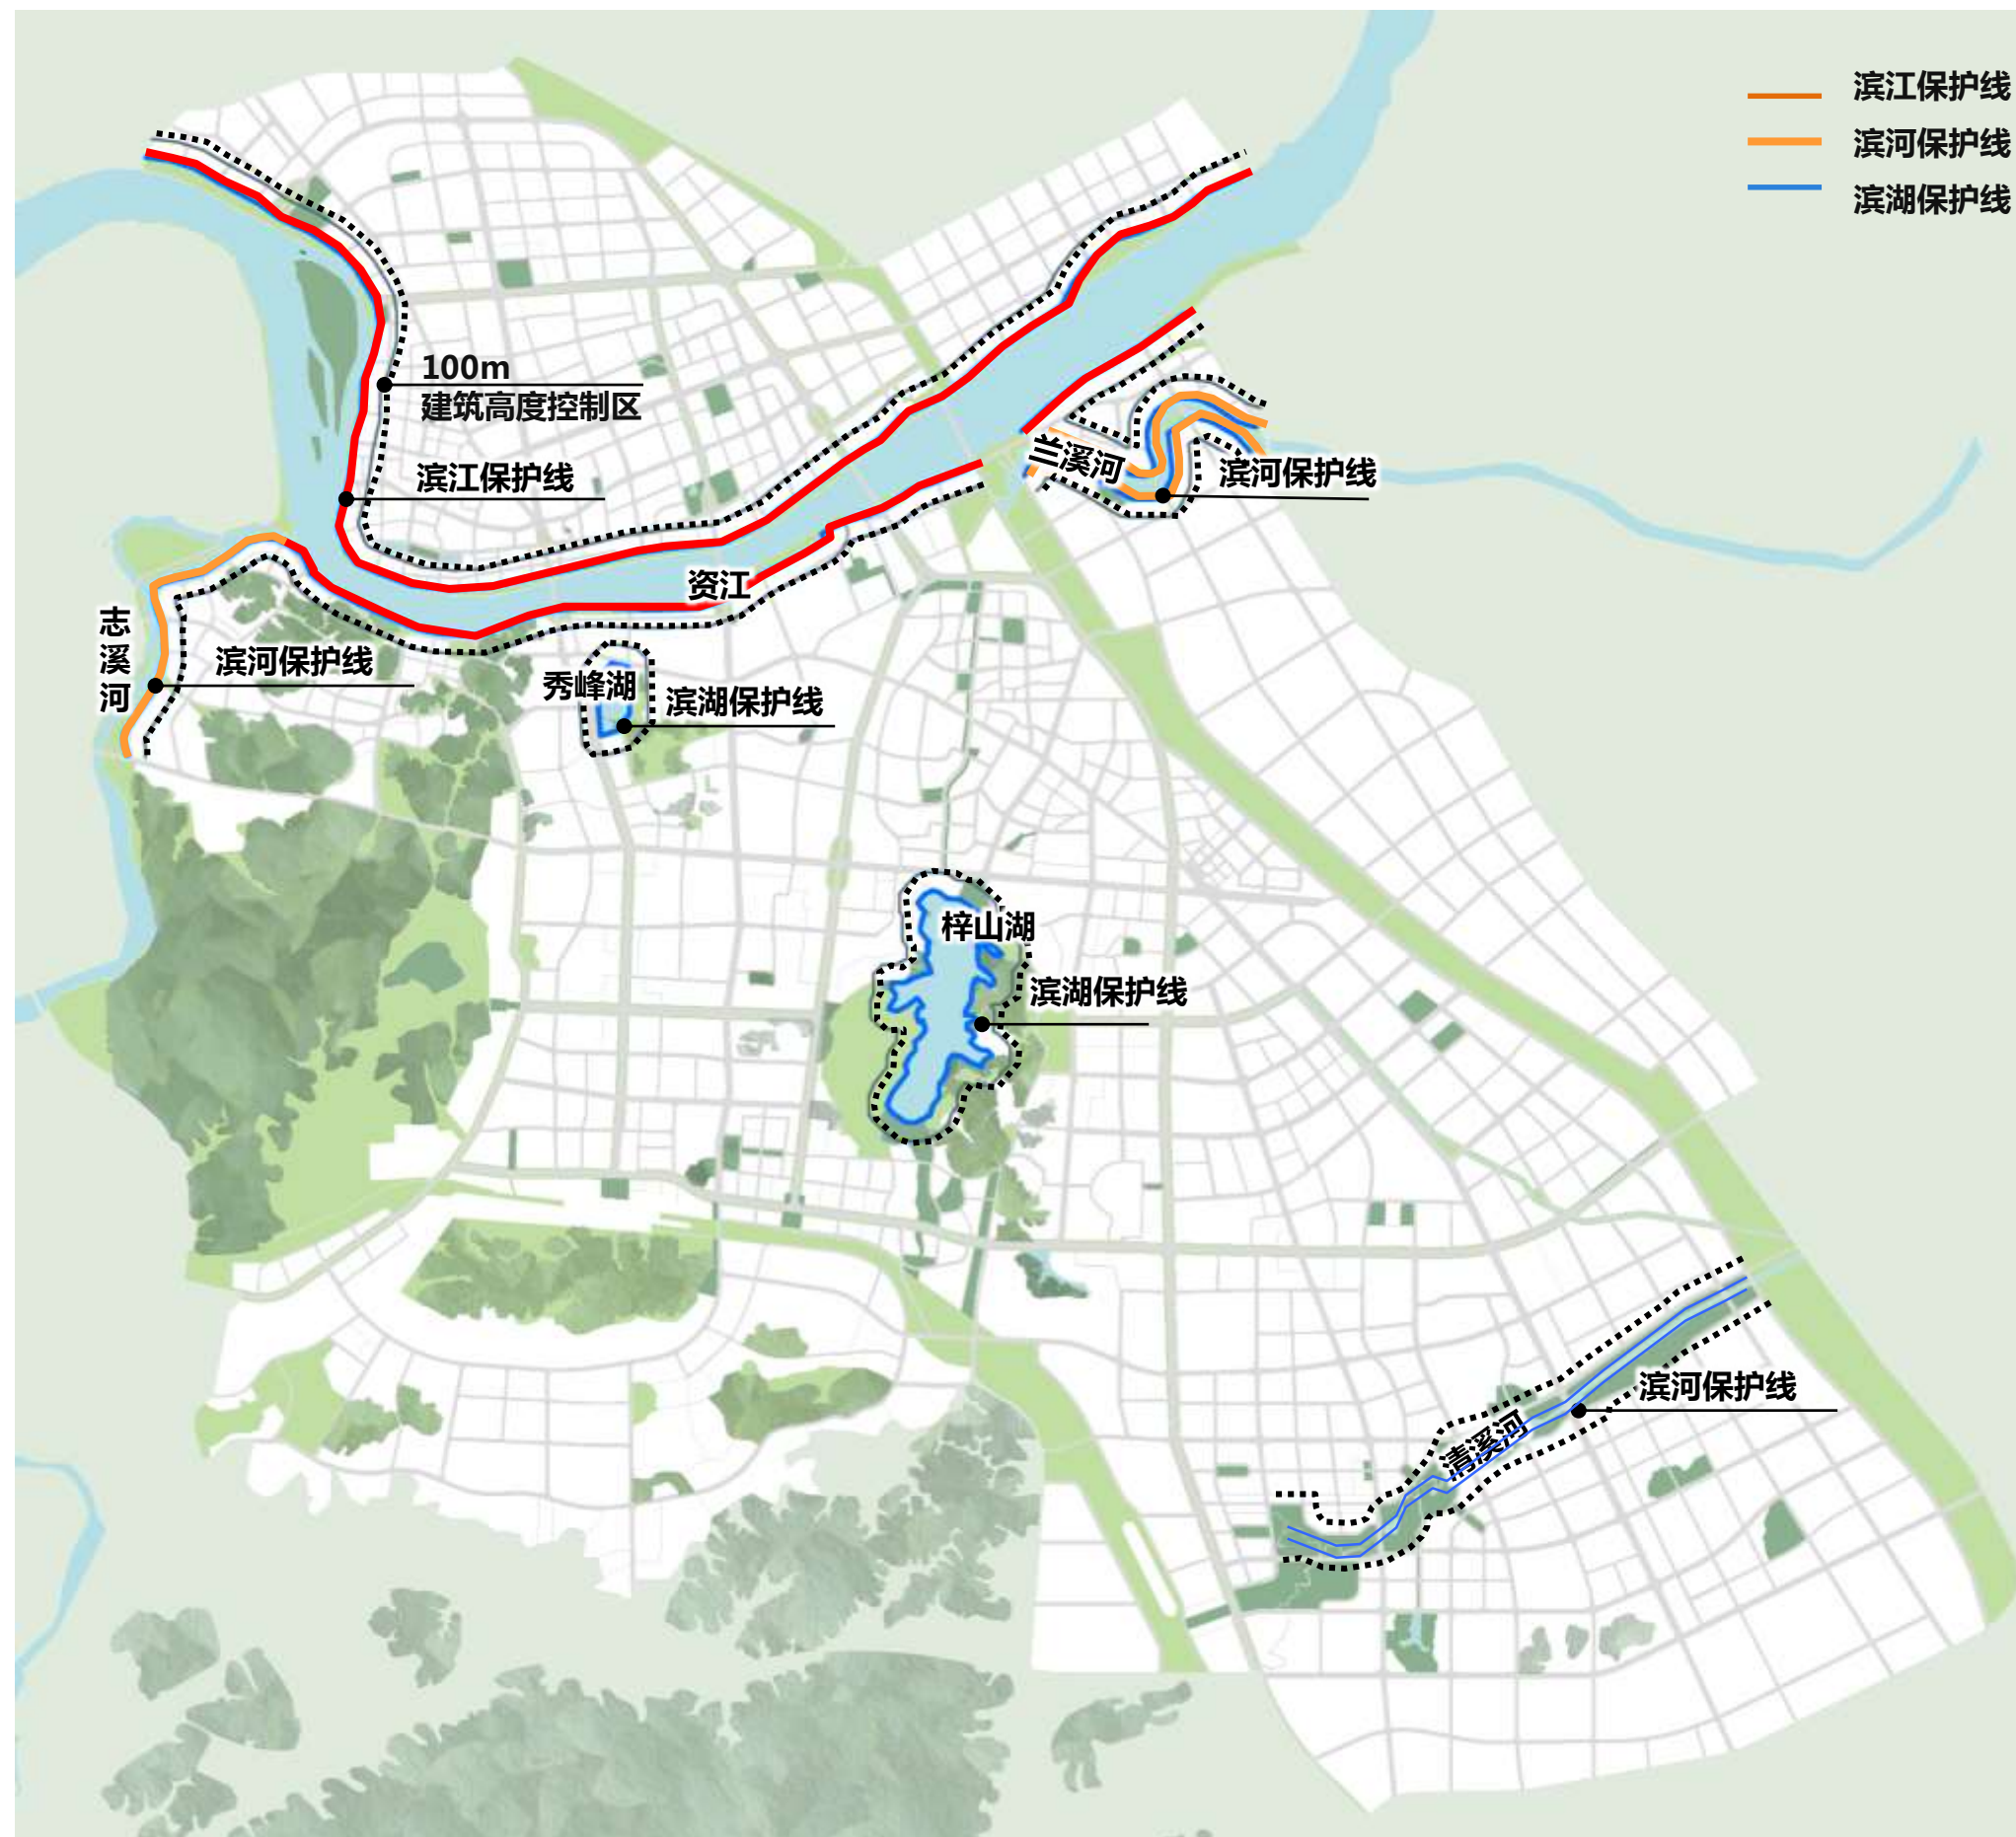 滨江保护线
滨河保护线
滨湖保护线
100m
建筑高度控制区
滨江保护线
兰溪河
滨河保护线
资江
志溪河
滨河保护线
秀峰湖
滨湖保护线
梓山湖
滨湖保护线
滨河保护线
清溪河